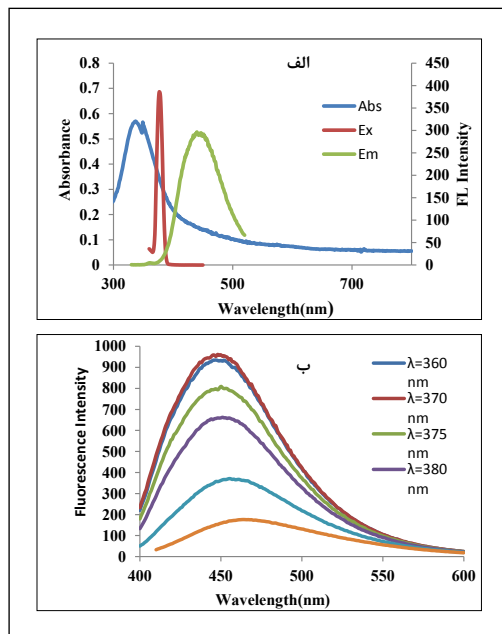 الف
0.8
0.7
0.6
0.5
0.4
0.3
0.2
0.1
0
Absorbance
450
400
350
300
250
200
150
100
50
0
FL Intensity
Abs
Ex
Em
300
500
700
Wavelength(nm)
ب
1000
900
800
700
600
500
400
300
200
100
0
Fluorescence Intensity
λ=360
nm
λ=370
nm
λ=375
nm
λ=380
nm
400
450
500
550
600
Wavelength(nm)